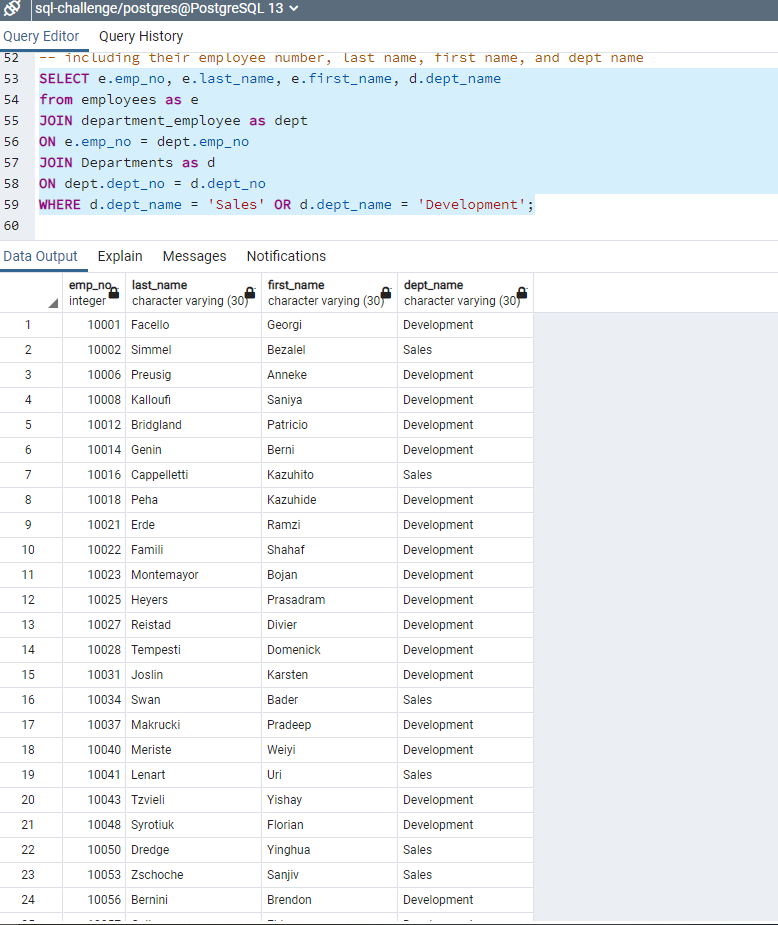 sql-challenge/postgres@PostgreSQL 13
Query Editor Query History
52 -- including their employee number, last name, first name, and dept name
53 SELECT e.emp_no, e.last_name, e.first_name, d.dept_name
54 from employees as e
55 JOIN department_employee as dept
56 ON e.emp_no = dept.emp_no
57 JOIN Departments as d
58 ON dept.dept_no = d.dept_no
59 WHERE d.dept_name = 'Sales' OR d.dept_name = 'Development';
60
Data Output Explain Messages Notifications
emp_no last_name first_name dept_name
integer character varying (30) character varying (30) character varying (30)
1 10001 Facello Georgi Development
2 10002 Simmel Bezalel Sales
3 10006 Preusig Anneke Development
4 10008 Kalloufi Saniya Development
5 10012 Bridgland Patricio Development
6 10014 Genin Berni Development
7 10016 Cappelletti Kazuhito Sales
8 10018 Peha Kazuhide Development
9 10021 Erde Ramzi Development
10 10022 Famili Shahaf Development
11 10023 Montemayor Bojan Development
12 10025 Heyers Prasadram Development
13 10027 Reistad Divier Development
14 10028 Tempesti Domenick Development
15 10031 Joslin Karsten Development
16 10034 Swan Bader Sales
17 10037 Makrucki Pradeep Development
18 10040 Meriste Weiyi Development
19 10041 Lenart Uri Sales
20 10043 Tzvieli Yishay Development
21 10048 Syrotiuk Florian Development
22 10050 Dredge Yinghua Sales
23 10053 Zschoche Sanjiv Sales
24 10056 Bernini Brendon Development